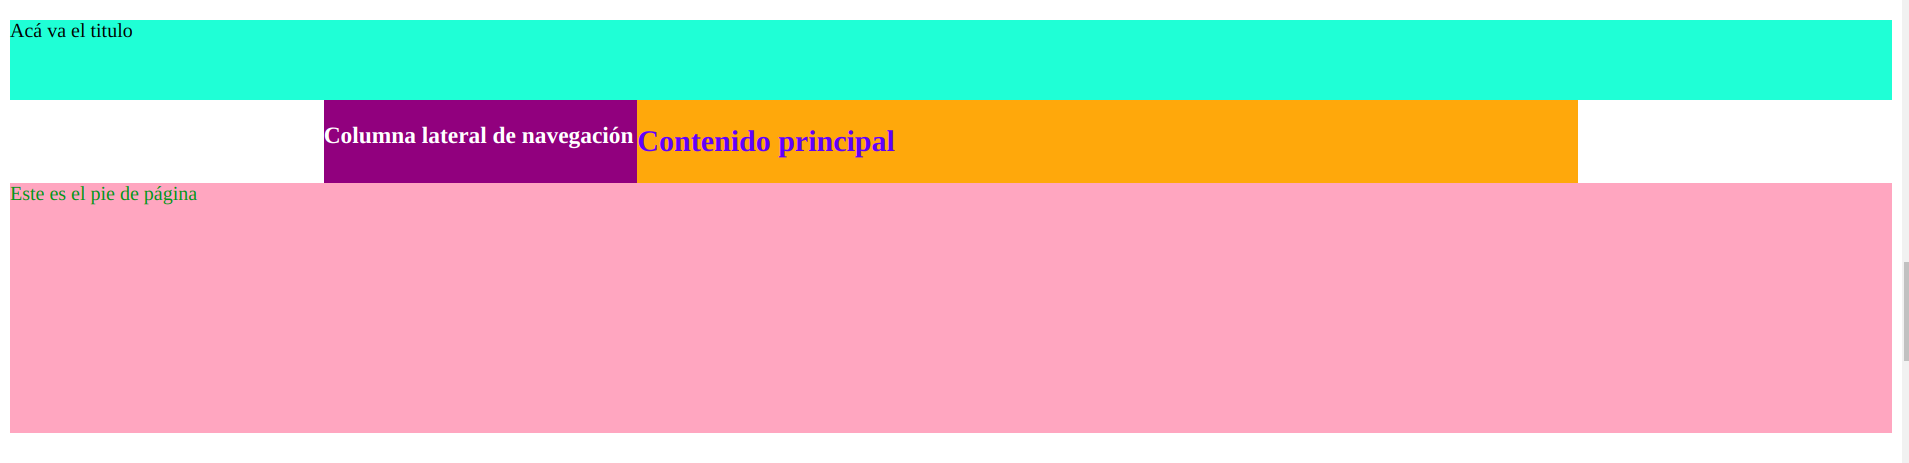 Acá va el titulo
Columna lateral de navegación
Contenido principal
Este es el pie de página